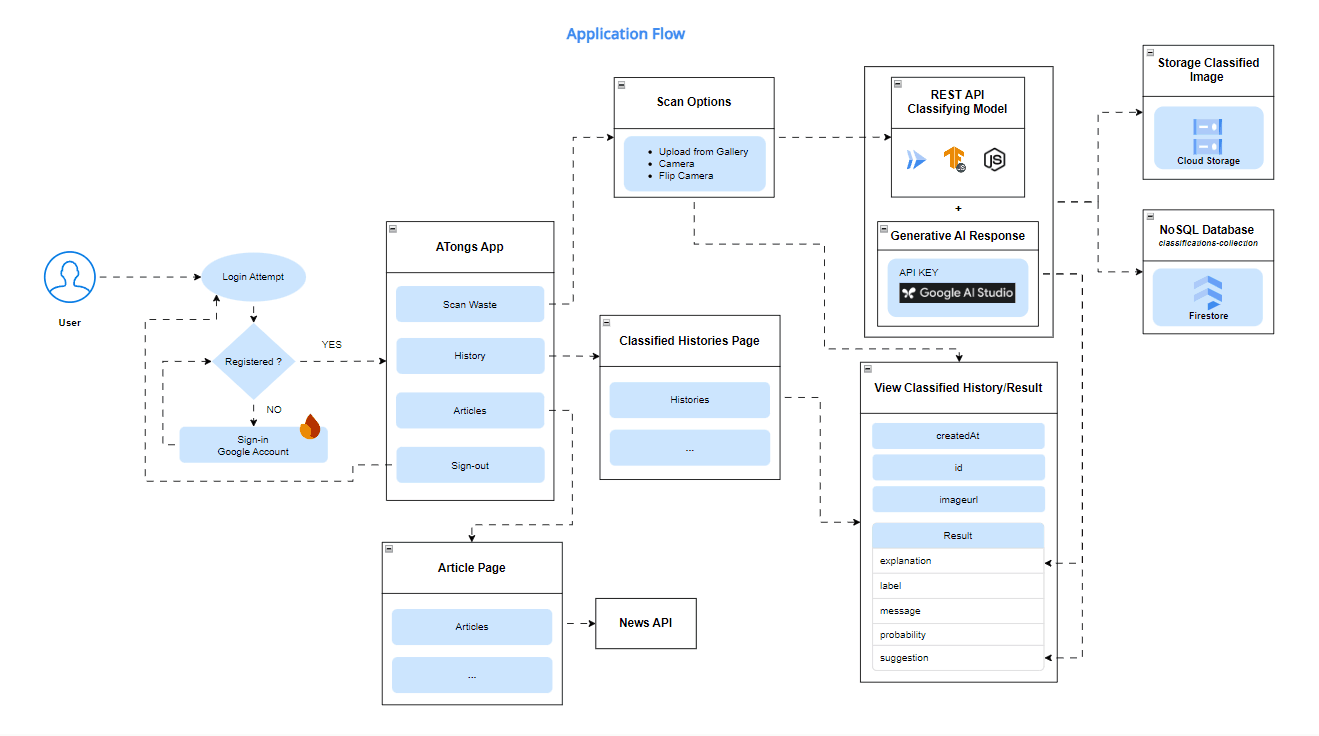 Application Flow
User
Login Attempt
Registered ?
YES
NO
Sign-in
Google Account
ATongs App
Scan Waste
History
Articles
Sign-out
Scan Options
Upload from Gallery
Camera
Flip Camera
Classified Histories Page
Histories
...
Article Page
Articles
...
News API
REST API
Classifying Model
JS
JS
+
Generative AI Response
API KEY
Google AI Studio
View Classified History/Result
createdAt
id
imageurl
Result
explanation
label
message
probability
suggestion
Storage Classified
Image
Cloud Storage
NoSQL Database
classifications-collection
Firestore